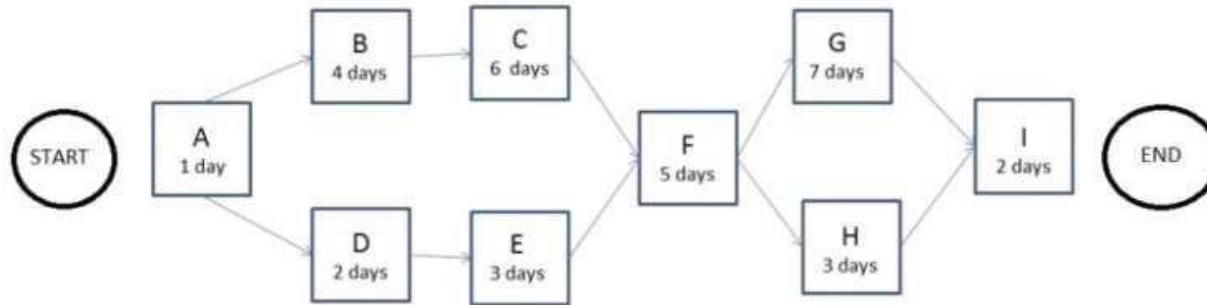 START
A
1 day
B
4 days
C
6 days
D
2 days
E
3 days
F
5 days
G
7 days
H
3 days
I
2 days
END